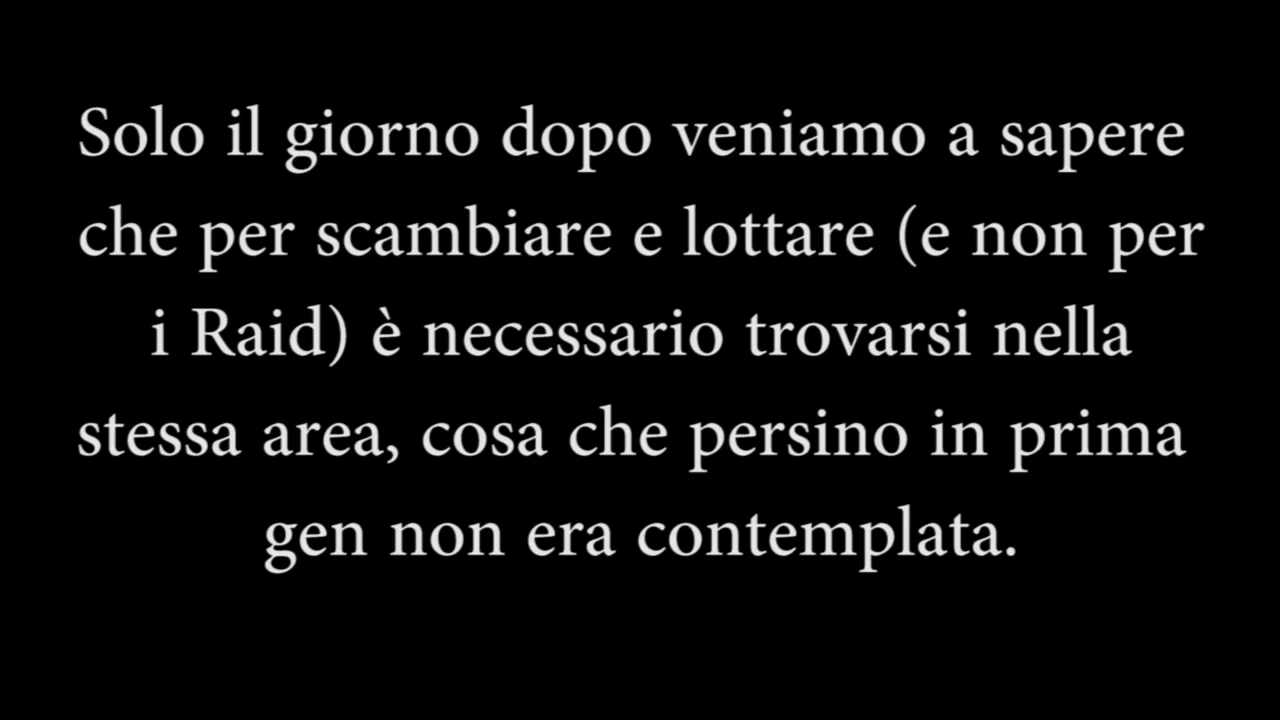 Solo il giorno dopo veniamo a sapere
che per scambiare e lottare (e non per
i Raid) è necessario trovarsi nella
stessa area, cosa che persino in prima
gen non era contemplata.